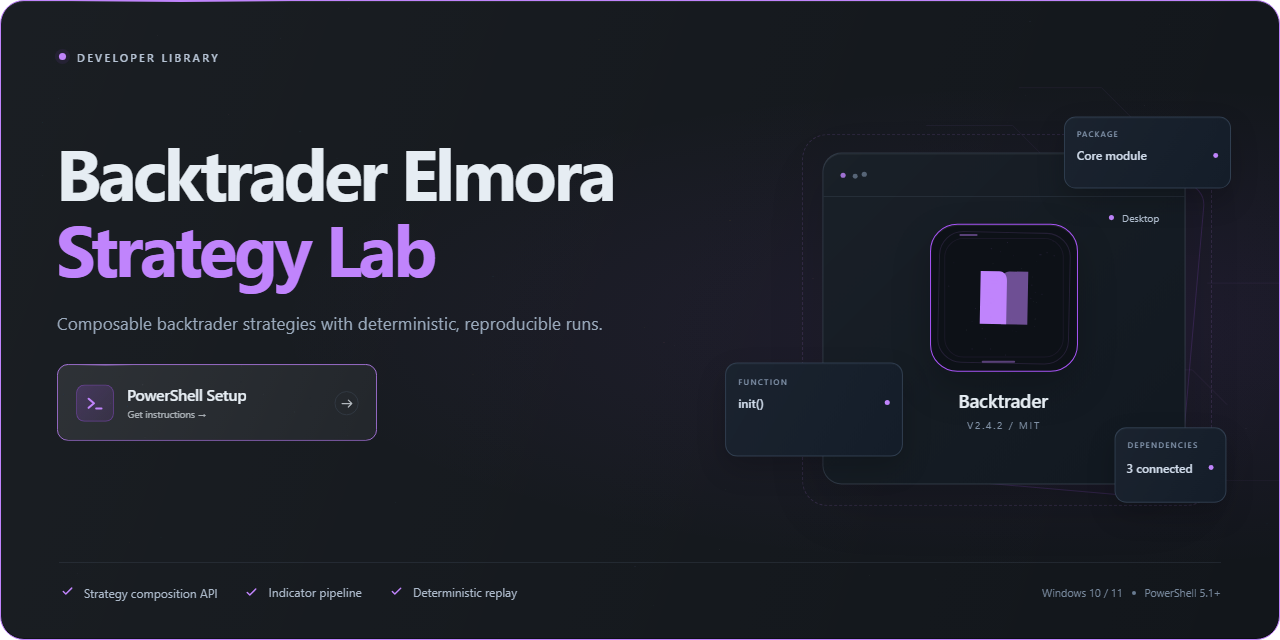 DEVELOPER LIBRARY
Backtrader Elmora
Strategy Lab
Composable backtrader strategies with deterministic, reproducible runs.
PowerShell Setup
Get instructions →
PACKAGE
Core module
Desktop
FUNCTION
init()
Backtrader
V2.4.2 / MIT
DEPENDENCIES
3 connected
Strategy composition API
Indicator pipeline
Deterministic replay
Windows 10 / 11 • PowerShell 5.1+